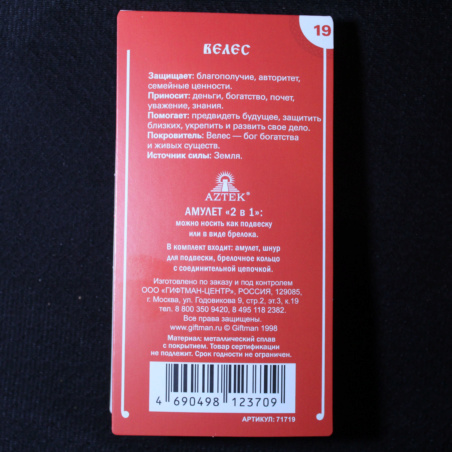 19
ВЕЛЕС
Защищает: благополучие, авторитет,
семейные ценности.
Приносит: деньги, богатство, почет,
уважение, знания.
Помогает: предвидеть будущее, защитить
близких, укрепить и развить свое дело.
Покровитель: Велес — бог богатства
и живых существ.
Источник силы: Земля.
AZTEK®
АМУЛЕТ «2 в 1»:
можно носить как подвеску
или в виде брелока.
В комплект входит: амулет, шнур
для подвески, брелочное кольцо
с соединительной цепочкой.
Изготовлено по заказу и под контролем
ООО «ГИФТМАН-ЦЕНТР», РОССИЯ, 129085,
г. Москва, ул. Годовикова 9, стр.2, эт.3, к.19
тел. 8 800 350 9420, 8 495 118 2382.
Все права защищены.
www.giftman.ru © Giftman 1998
Материал: металлический сплав
с покрытием. Товар сертификации
не подлежит. Срок годности не ограничен.
4 690498 123709
АРТИКУЛ: 71719